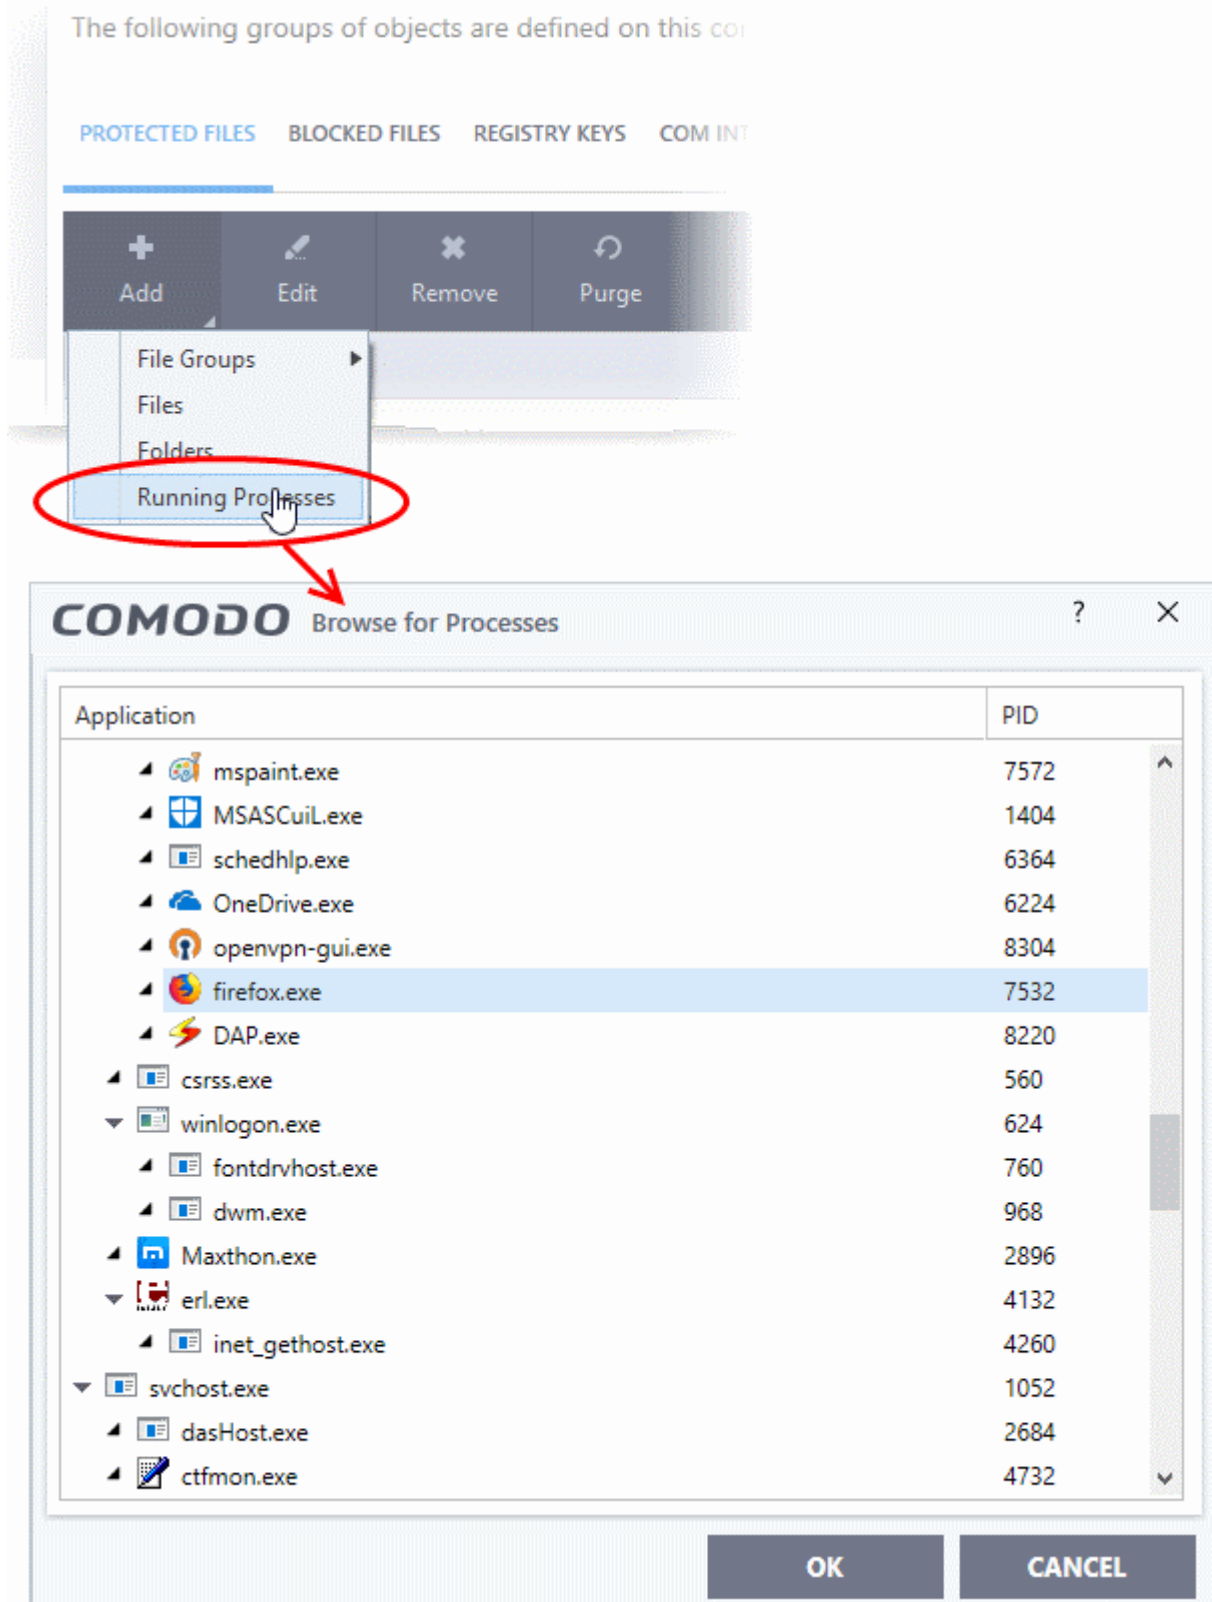 The following groups of objects are defined on this
PROTECTED FILES BLOCKED FILES REGISTRY KEYS COM INT
Add Edit Remove Purge
File Groups
Files
Folders
Running Processes
COMODO Browse for Processes ?
Application PID
mspaint.exe 7572
MSASCuiL.exe 1404
schedhlp.exe 6364
OneDrive.exe 6224
openvpn-gui.exe 8304
firefox.exe 7532
DAP.exe 8220
csrss.exe 560
winlogon.exe 624
fontdrvhost.exe 760
dwm.exe 968
Maxthon.exe 2896
erl.exe 4132
inet_gethost.exe 4260
svchost.exe 1052
dasHost.exe 2684
ctfmon.exe 4732
OK CANCEL